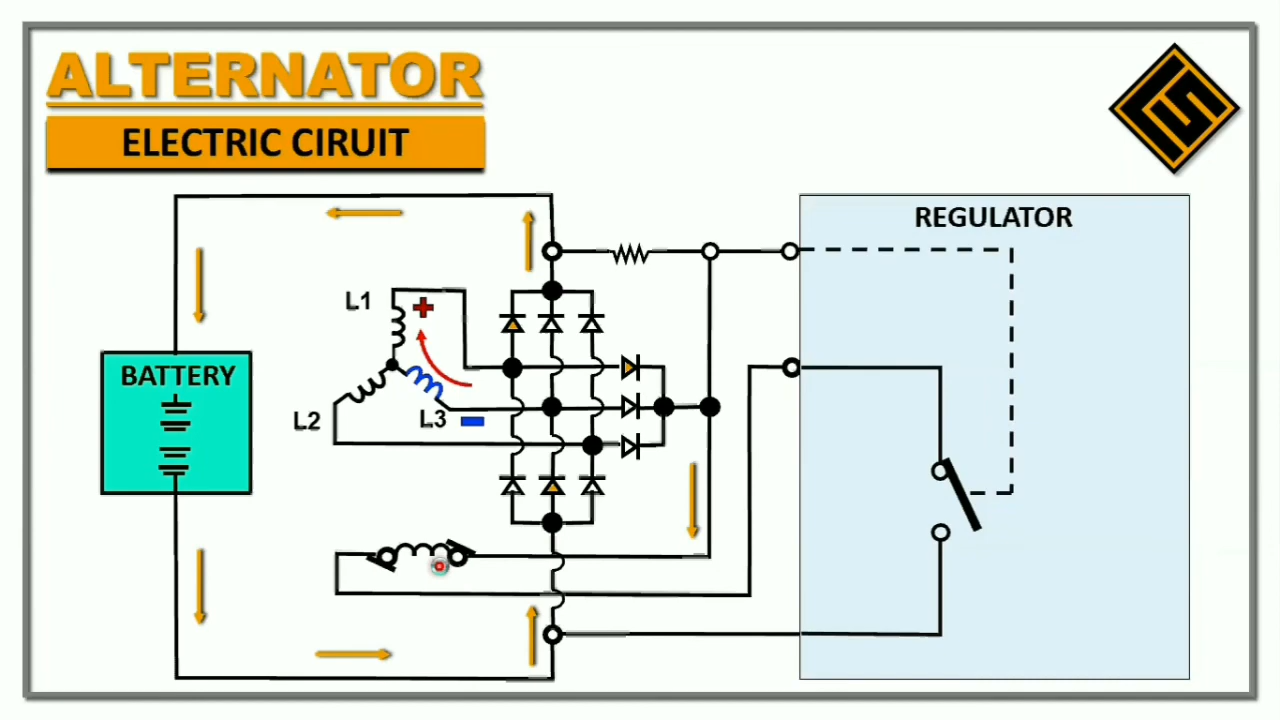 ALTERNATOR
ELECTRIC CIRUIT
REGULATOR
L1
BATTERY
L2
L3